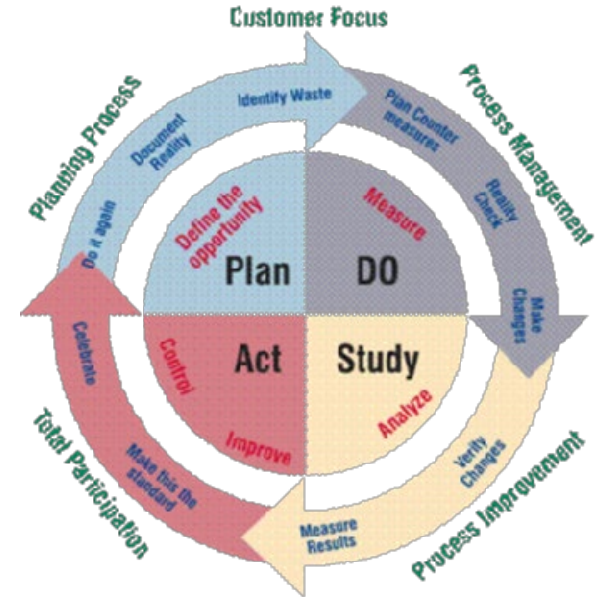 Customer Focus
Planning Process
Process Management
Identify Waste
Document
Reality
Do it again
Plan Counter
measures
Reality
Check
Make
Changes
Define the
opportunity
Measure
Plan
DO
Act
Study
Control
Improve
Analyze
Celebrate
Make this the
standard
Verify
Changes
Measure
Results
Total Participation
Process Improvement